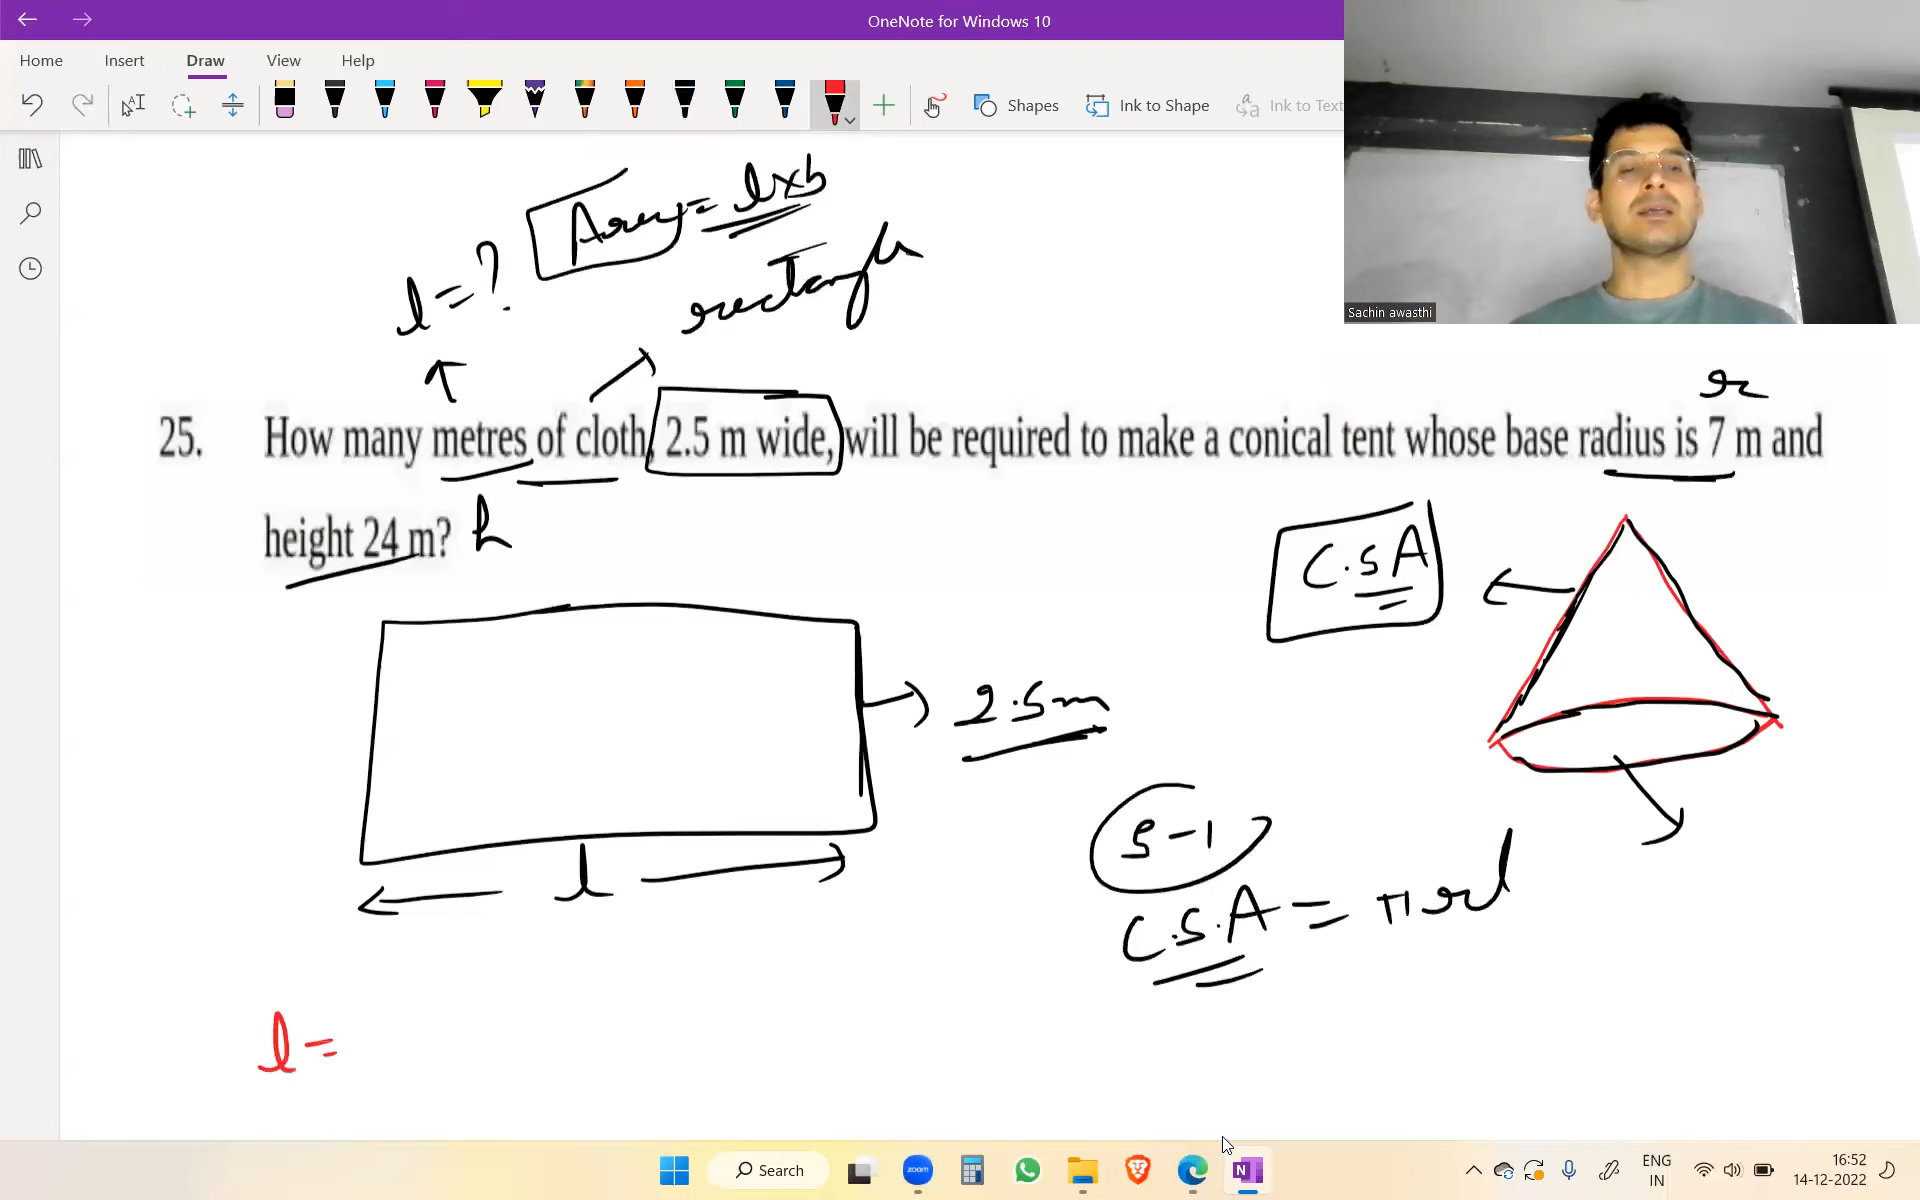 OneNote for Windows 10
Home Insert Draw View Help
Shapes Ink to Shape Ink to Text
Sachin awasthi
Area = l×b
l = ?
rectangle
r
25. How many metres of cloth, 2.5 m wide, will be required to make a conical tent whose base radius is 7 m and
height 24 m? h
C.S.A
2.5m
l
S-1
C.S.A = πrl
l =
Search
zoom
N
ENG
IN
16:52
14-12-2022